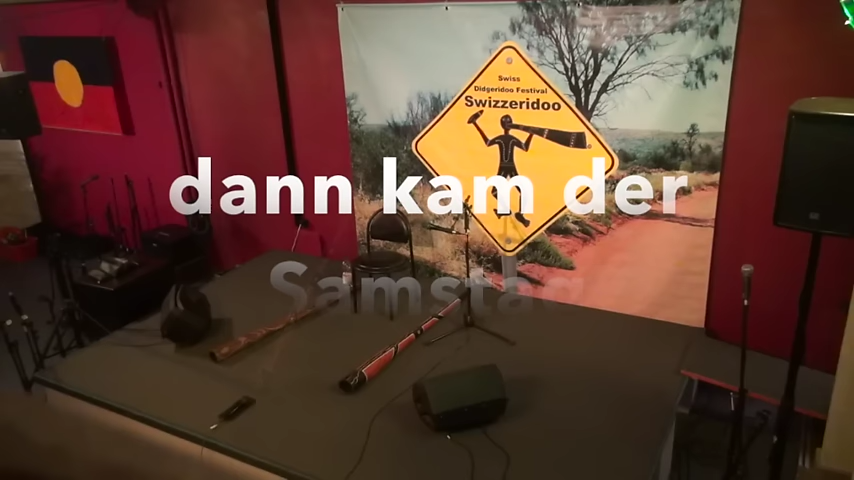 Swiss
Didgeridoo Festival
Swizzeridoo
dann kam der
Samstag